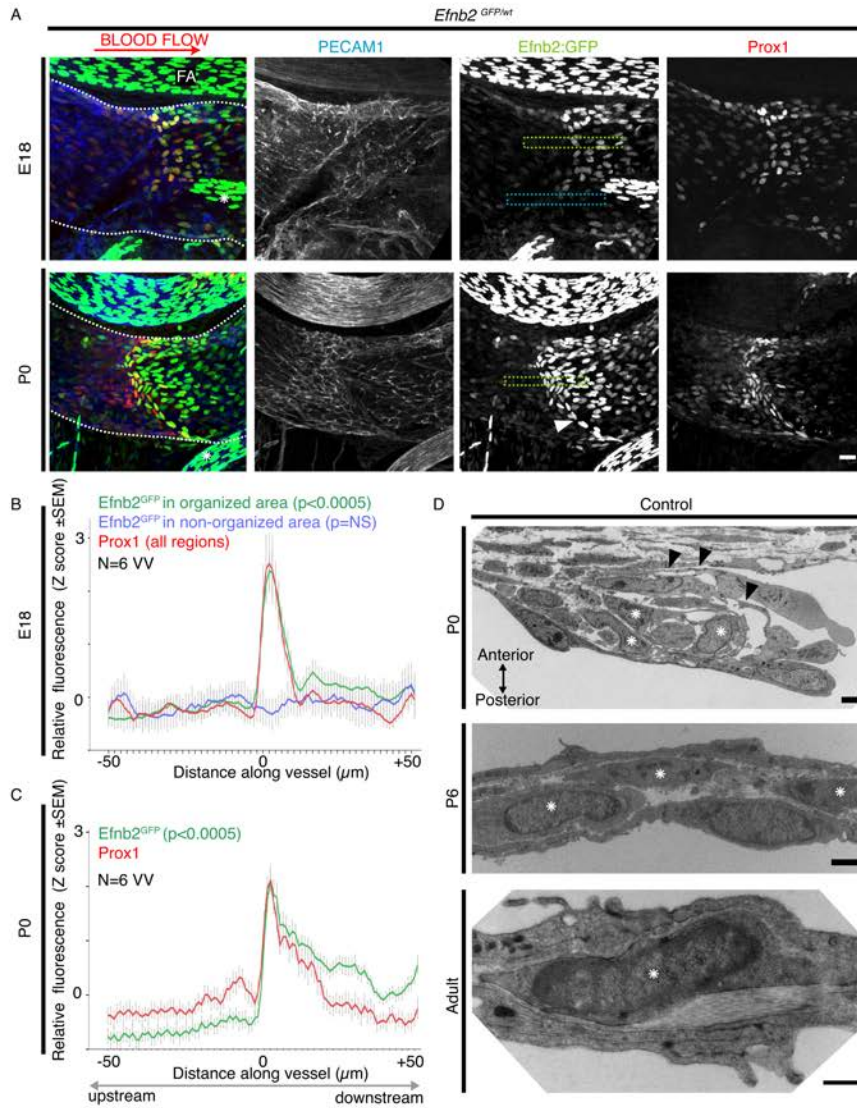 Efnb2 GFP/wt
A
BLOOD FLOW
PECAM1
Efnb2:GFP
Prox1
FA
E18
*
P0
*
B
Efnb2GFP in organized area (p<0.0005)
Efnb2GFP in non-organized area (p=NS)
Prox1 (all regions)
N=6 VV
E18
Relative fluorescence (Z score ±SEM)
3
0
-50
0
+50
Distance along vessel (µm)
C
Efnb2GFP (p<0.0005)
Prox1
N=6 VV
P0
Relative fluorescence (Z score ±SEM)
3
0
-50
0
+50
Distance along vessel (µm)
upstream
downstream
D
Control
P0
Anterior
Posterior
* * *
P6
* * *
Adult
*